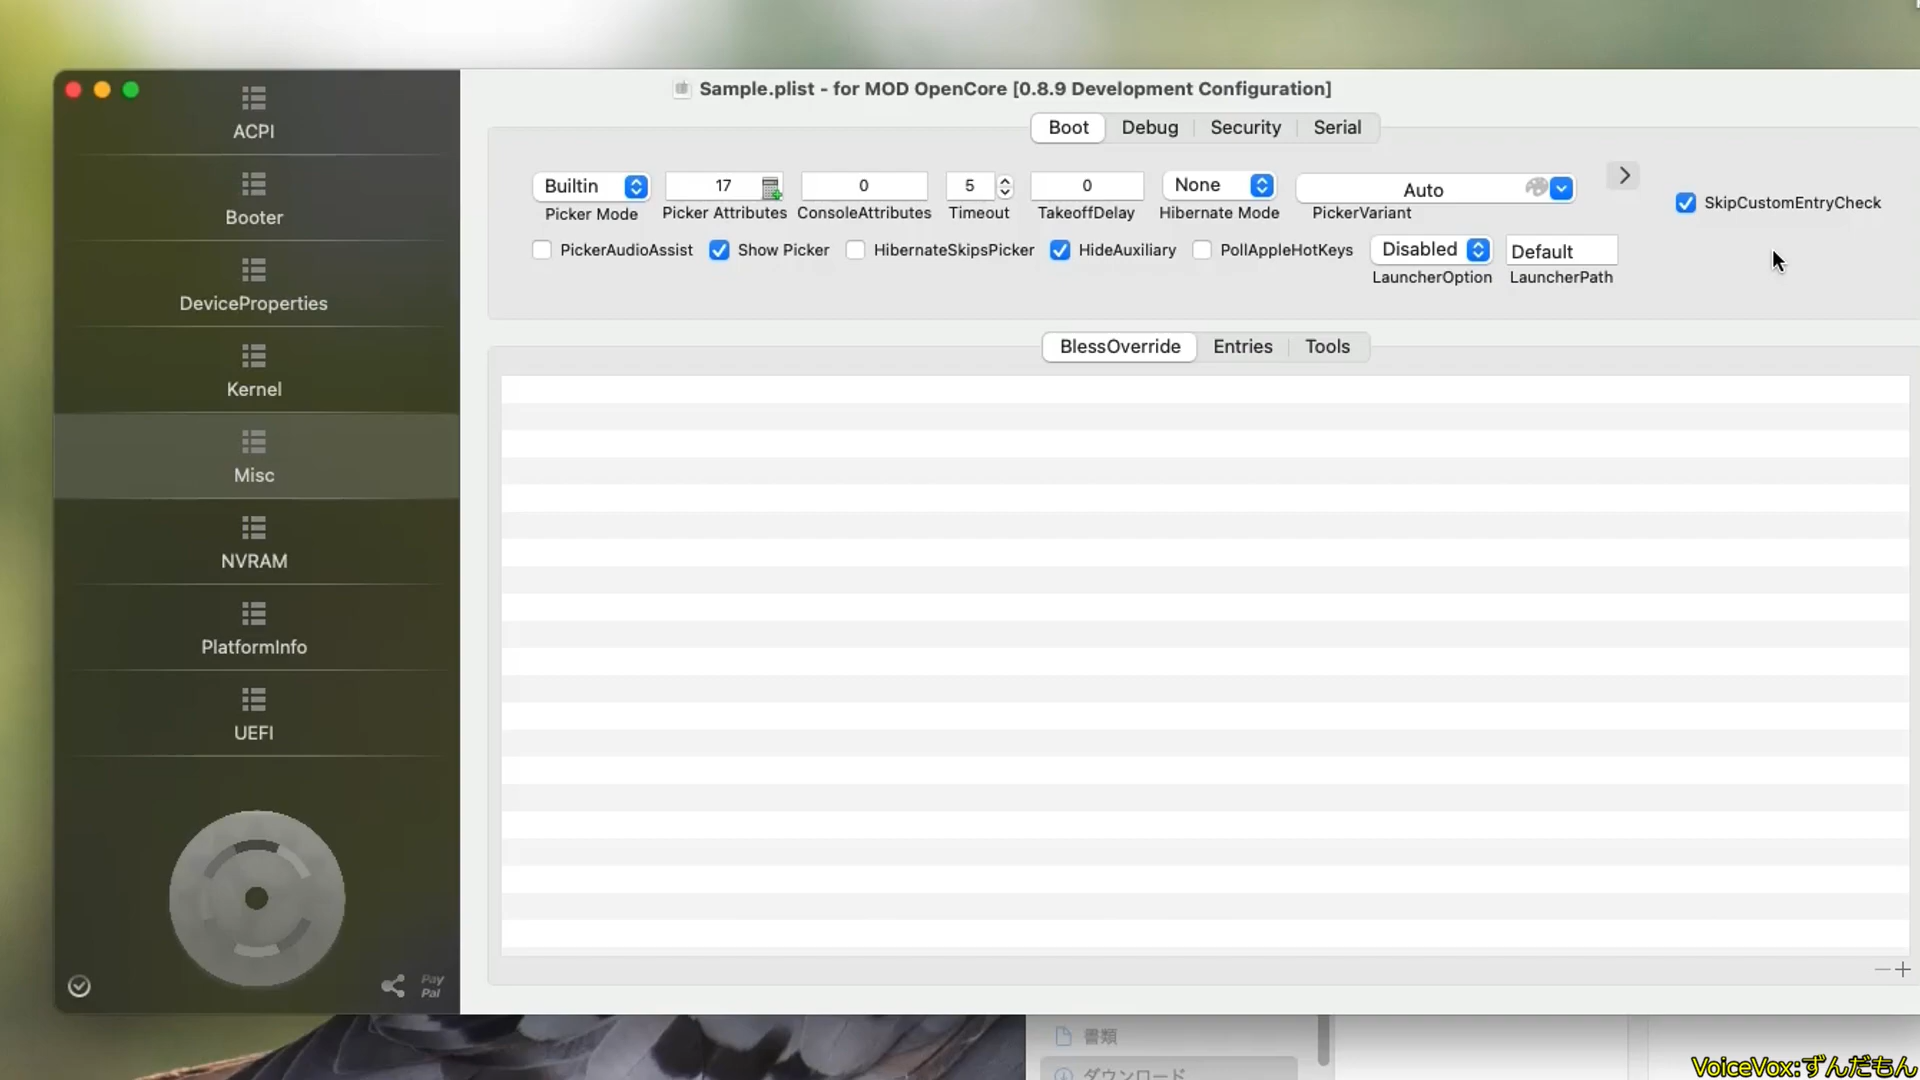 Sample.plist - for MOD OpenCore [0.8.9 Development Configuration]
ACPI
Booter
DeviceProperties
Kernel
Misc
NVRAM
PlatformInfo
UEFI
Pay
Pal
Boot Debug Security Serial
Builtin 17 0 5 0 None Auto
Picker Mode Picker Attributes ConsoleAttributes Timeout TakeoffDelay Hibernate Mode PickerVariant
SkipCustomEntryCheck
PickerAudioAssist Show Picker HibernateSkipsPicker HideAuxiliary PollAppleHotKeys Disabled Default
LauncherOption LauncherPath
BlessOverride Entries Tools
書類
ダウンロード
VoiceVox:ずんだもん